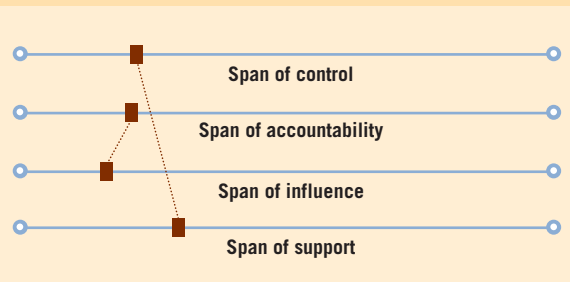 Span of control
Span of accountability
Span of influence
Span of support